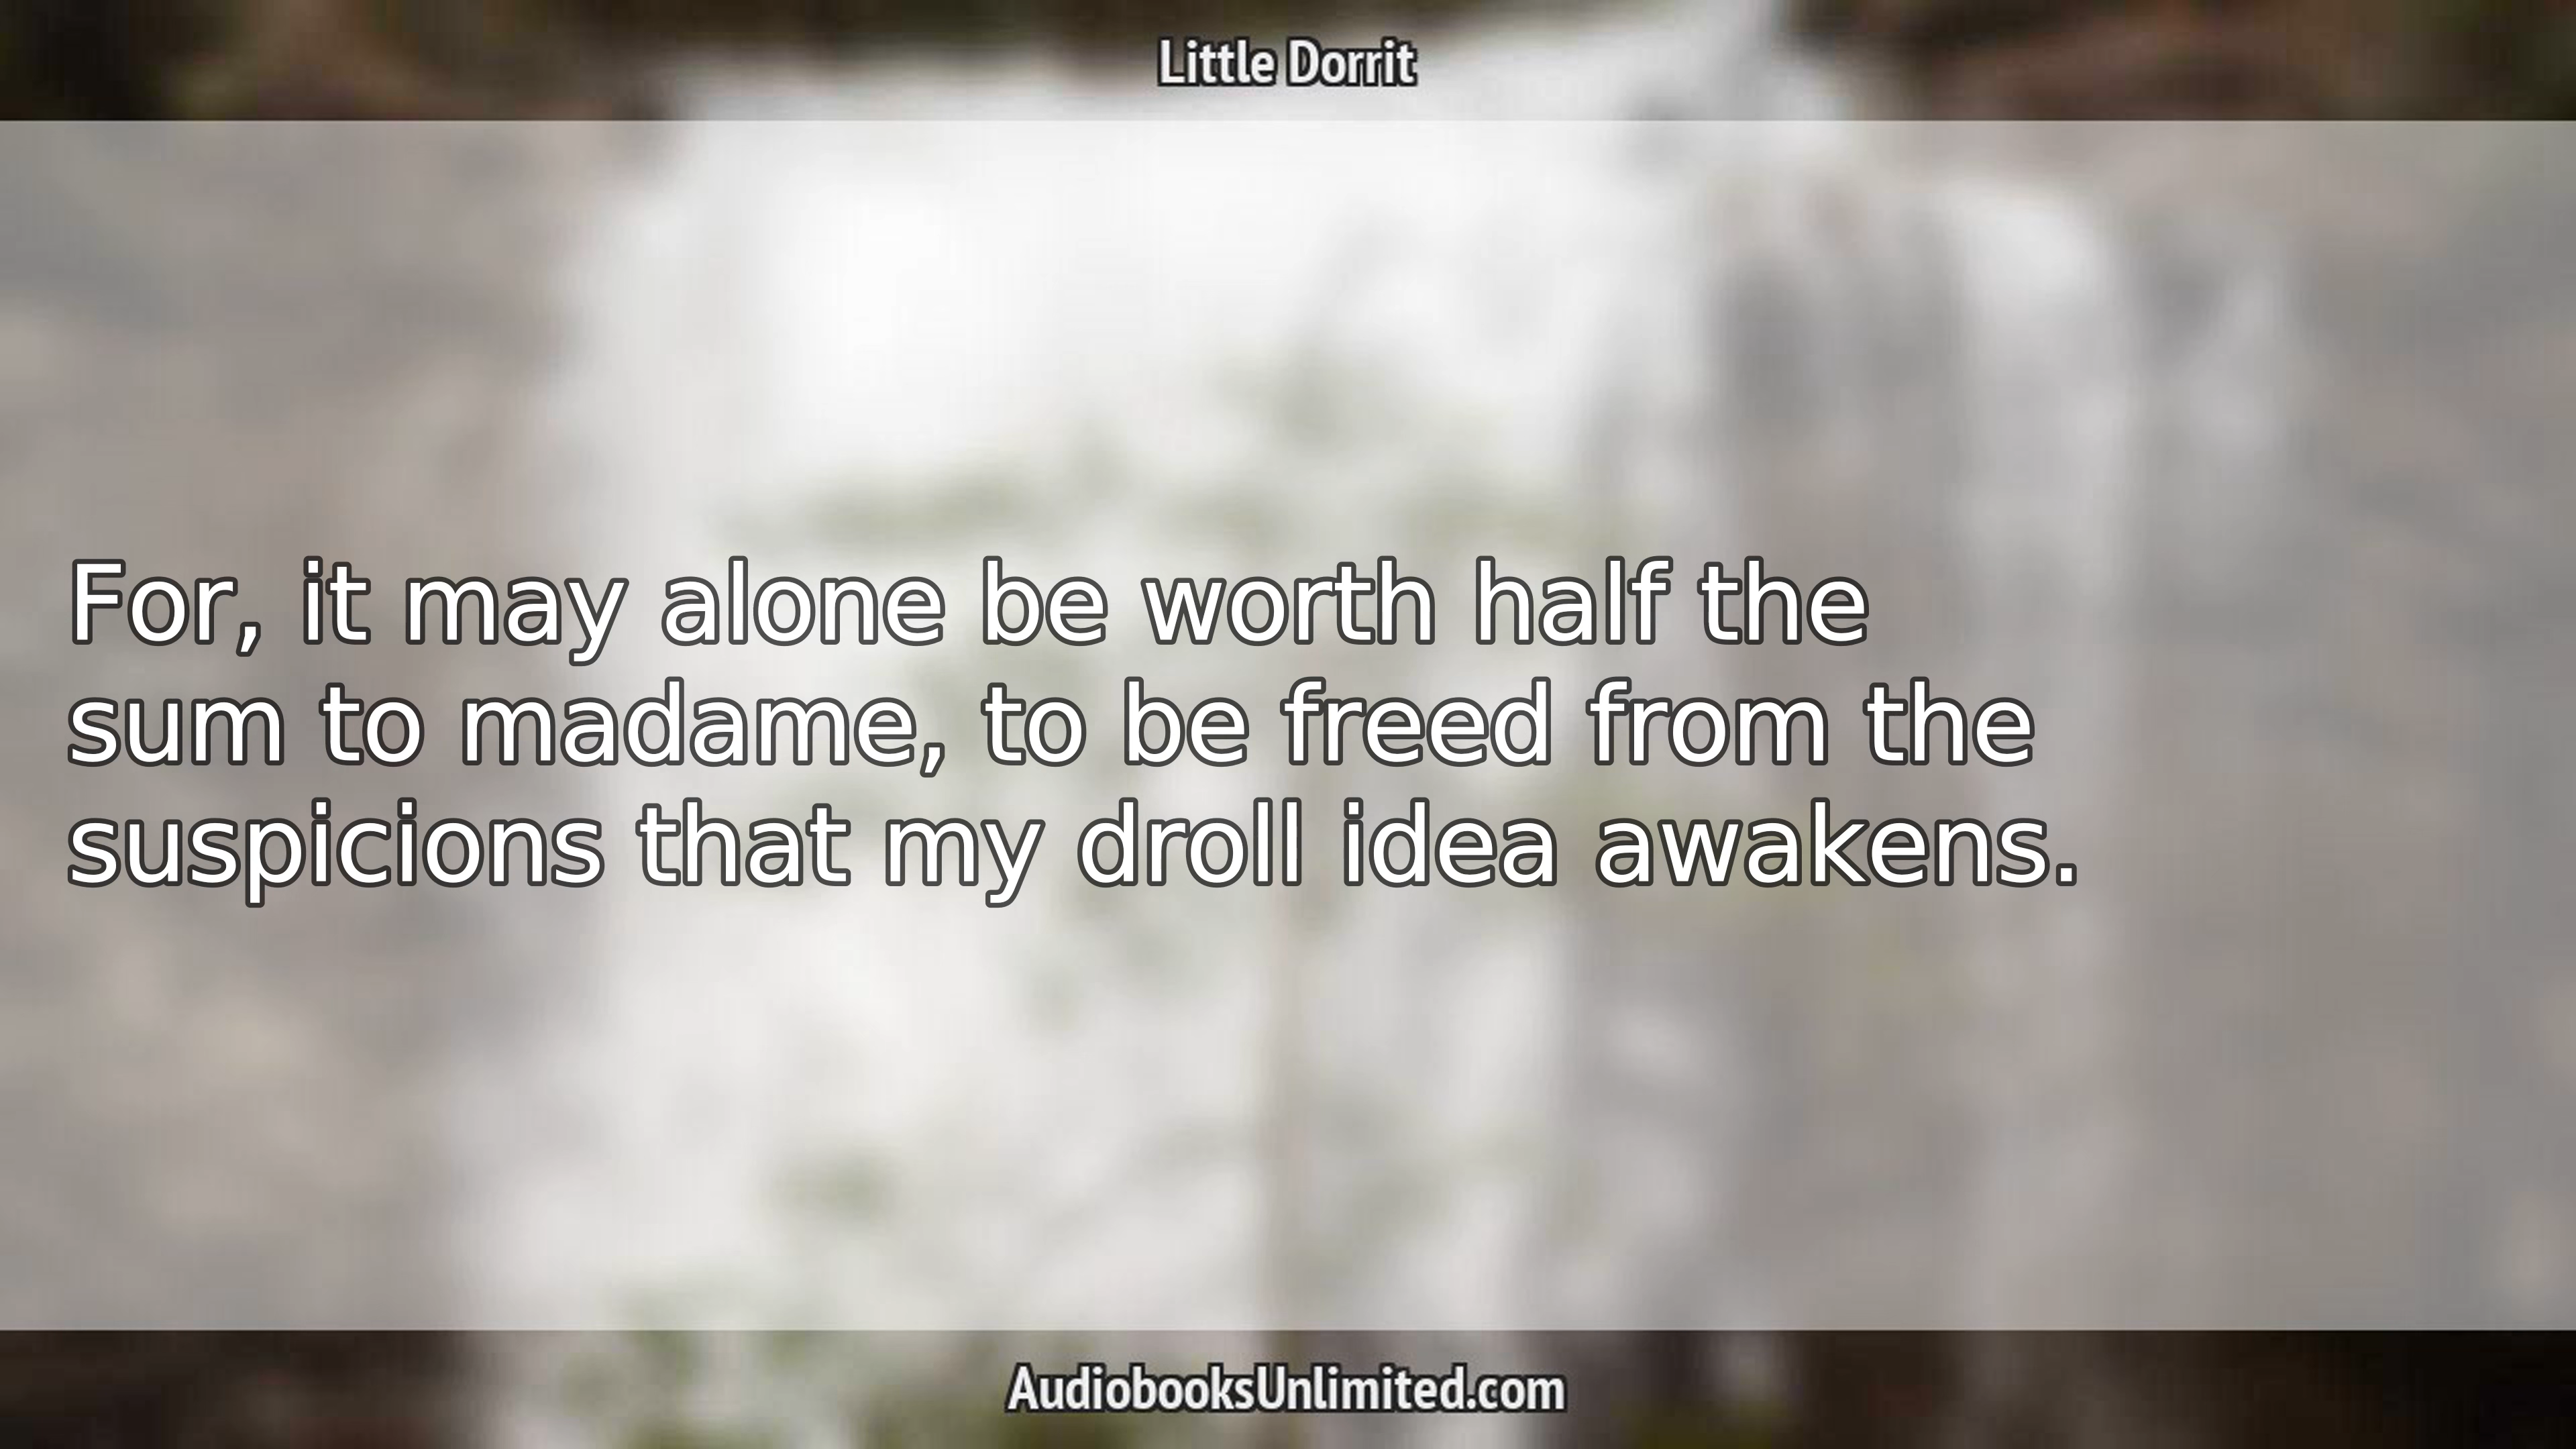 Little Dorrit
For, it may alone be worth half the
sum to madame, to be freed from the
suspicions that my droll idea awakens.
AudiobooksUnlimited.com